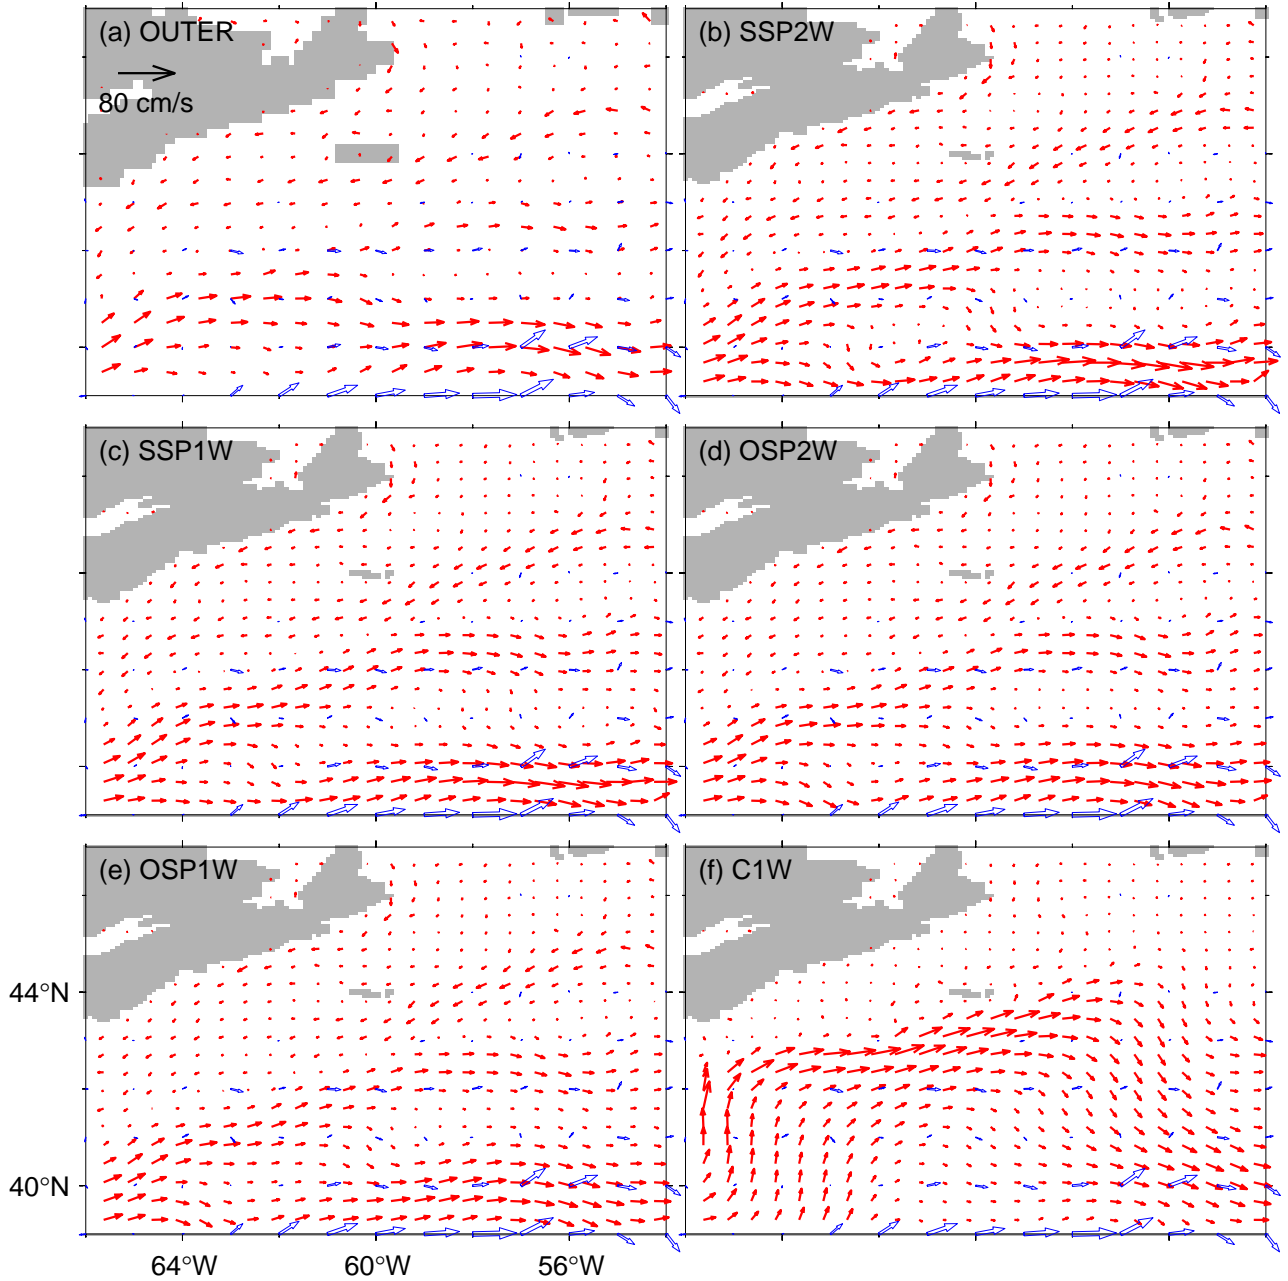 (a) OUTER
80 cm/s
(b) SSP2W
(c) SSP1W
(d) OSP2W
(e) OSP1W
(f) C1W
44°N
40°N
64°W 60°W 56°W